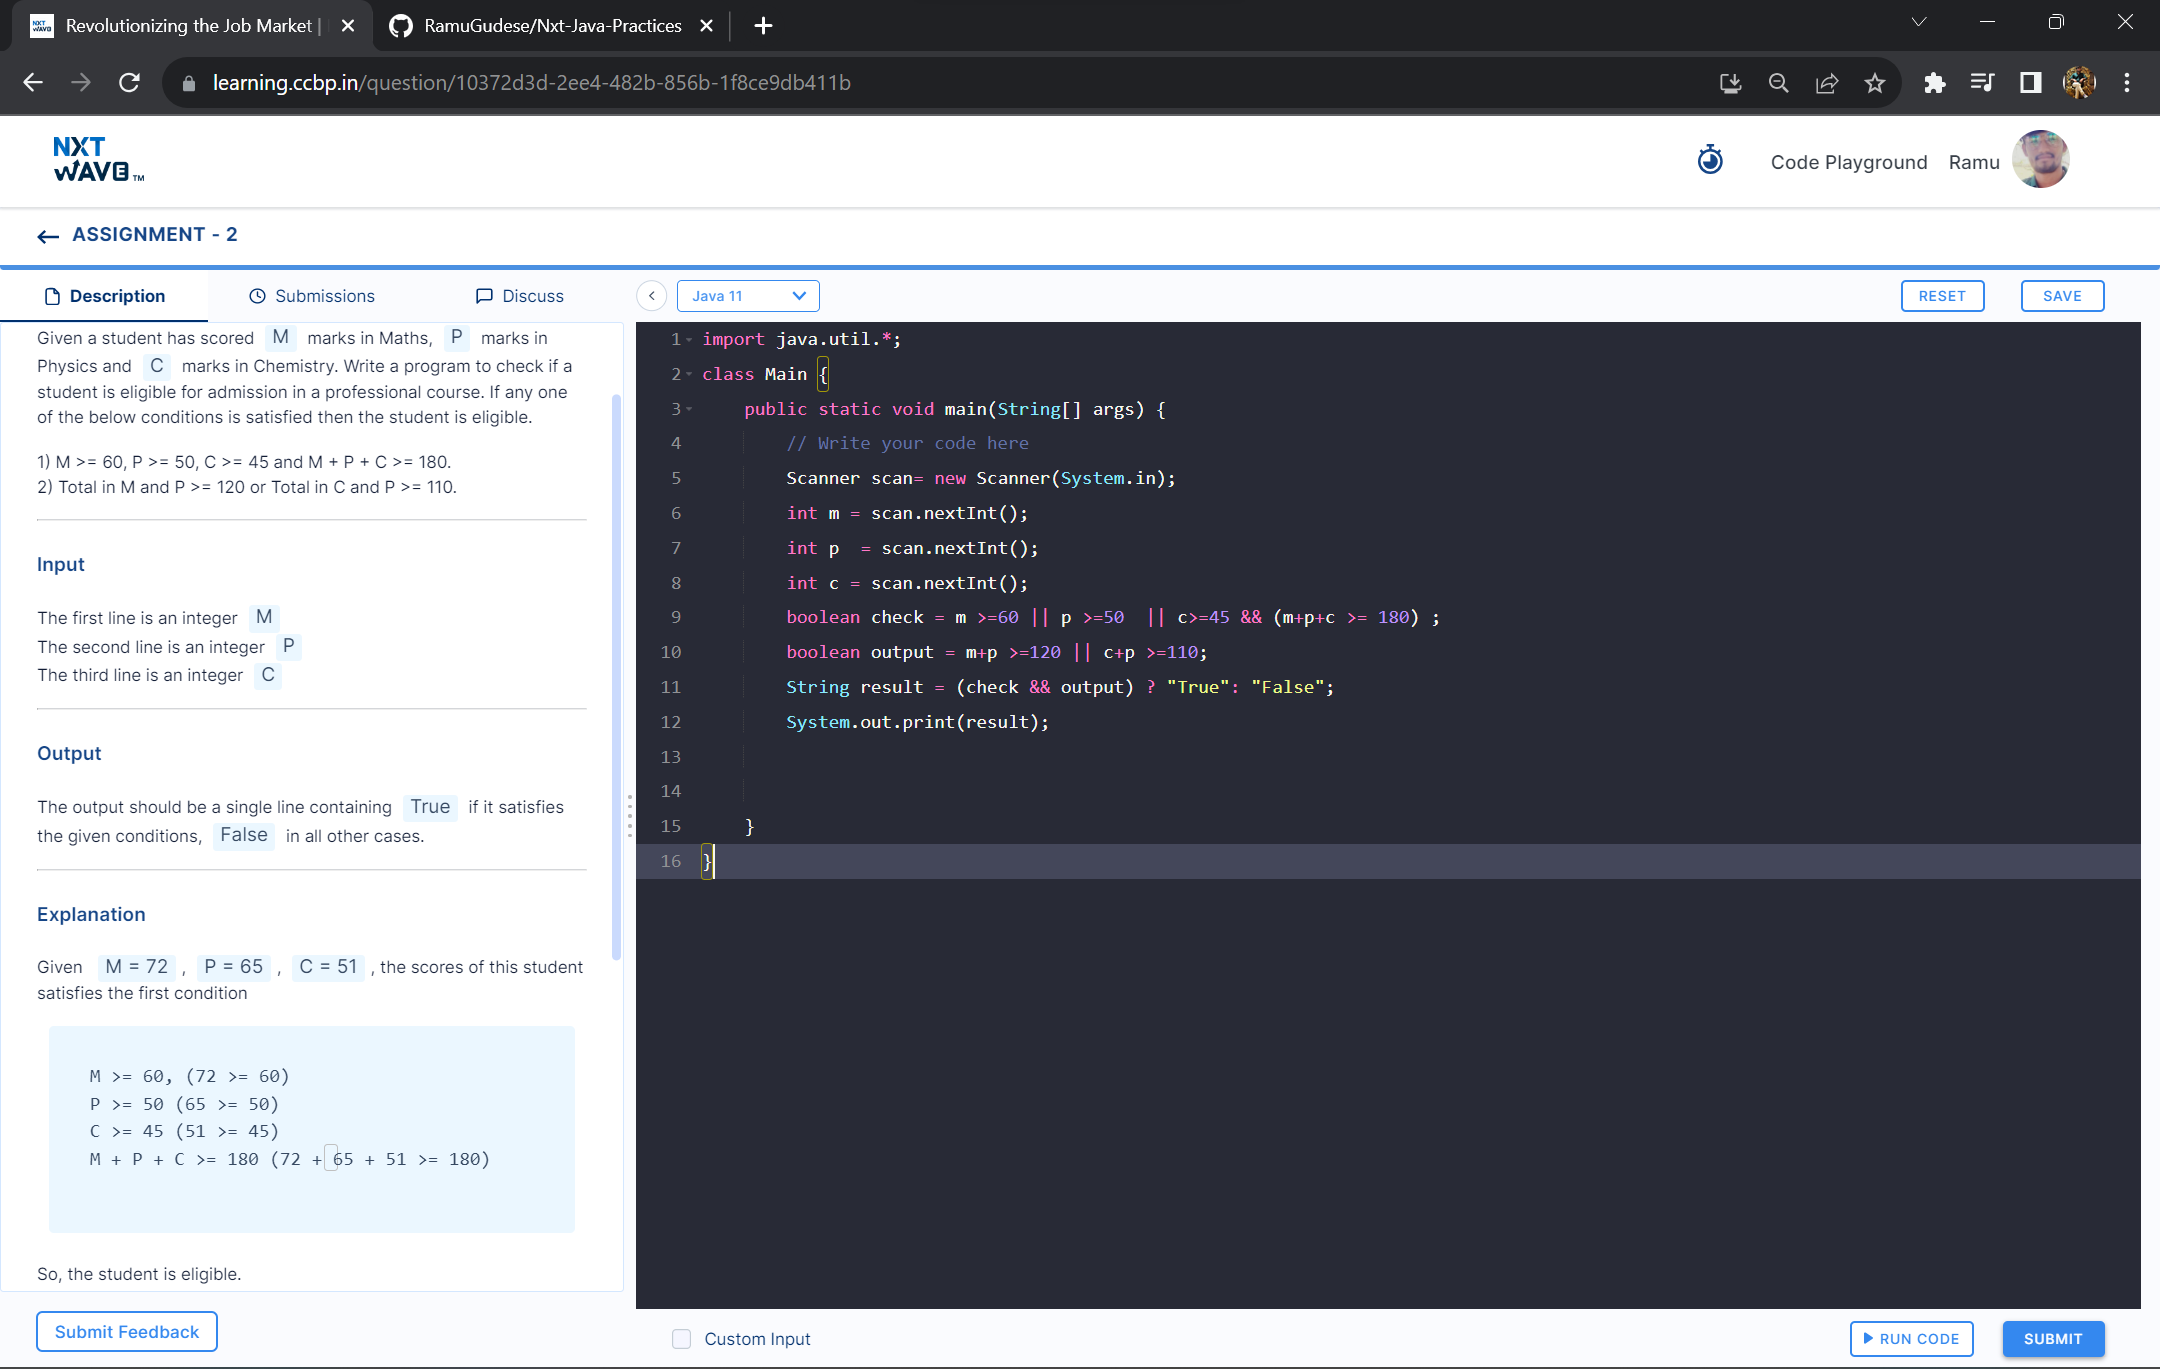 Revolutionizing the Job Market |
RamuGudese/Nxt-Java-Practices
learning.ccbp.in/question/10372d3d-2ee4-482b-856b-1f8ce9db411b
NXT
WAVE TM
Code Playground Ramu
ASSIGNMENT - 2
Description Submissions Discuss
Java 11
RESET SAVE
Given a student has scored M marks in Maths, P marks in
Physics and C marks in Chemistry. Write a program to check if a
student is eligible for admission in a professional course. If any one
of the below conditions is satisfied then the student is eligible.
1) M >= 60, P >= 50, C >= 45 and M + P + C >= 180.
2) Total in M and P >= 120 or Total in C and P >= 110.
Input
The first line is an integer M
The second line is an integer P
The third line is an integer C
Output
The output should be a single line containing True if it satisfies
the given conditions, False in all other cases.
Explanation
Given M = 72 , P = 65 , C = 51 , the scores of this student
satisfies the first condition
M >= 60, (72 >= 60)
P >= 50 (65 >= 50)
C >= 45 (51 >= 45)
M + P + C >= 180 (72 + 65 + 51 >= 180)
So, the student is eligible.
Submit Feedback
1 import java.util.*;
2 class Main {
3 public static void main(String[] args) {
4 // Write your code here
5 Scanner scan= new Scanner(System.in);
6 int m = scan.nextInt();
7 int p  = scan.nextInt();
8 int c = scan.nextInt();
9 boolean check = m >=60 || p >=50  || c>=45 && (m+p+c >= 180) ;
10 boolean output = m+p >=120 || c+p >=110;
11 String result = (check && output) ? "True": "False";
12 System.out.print(result);
13
14
15 }
16 }
Custom Input
RUN CODE SUBMIT